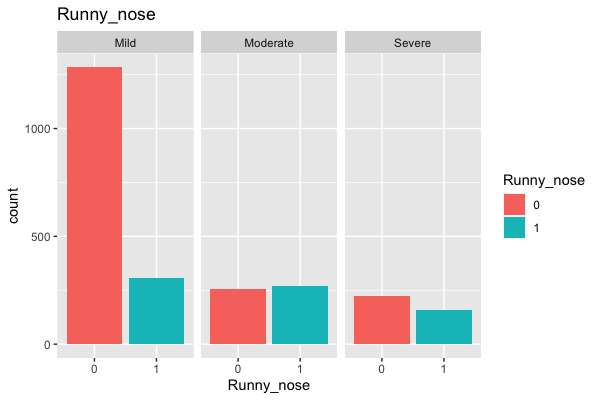 Runny_nose
Mild Moderate Severe
1000
500
0
count
0 1 0 1 0 1
Runny_nose
Runny_nose
0
1